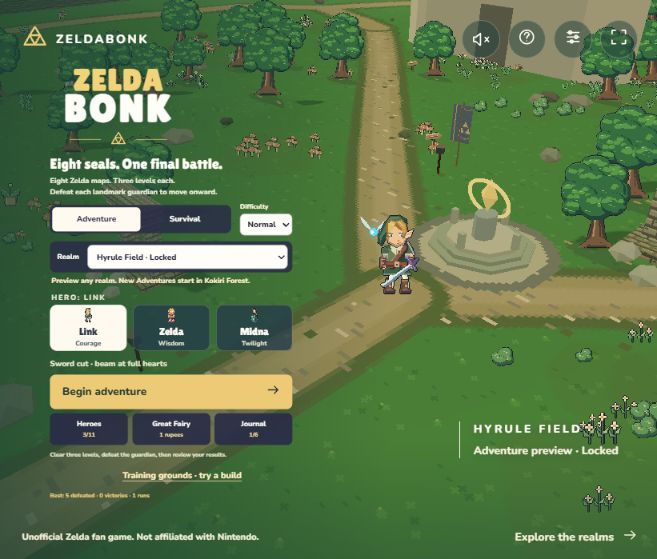 ZELDABONK
ZELDA
BONK
Eight seals. One final battle.
Eight Zelda maps. Three levels each.
Defeat each landmark guardian to move onward.
Adventure
Survival
Difficulty
Normal
Realm
Hyrule Field · Locked
Preview any realm. New Adventures start in Kokiri Forest.
HERO: LINK
Link
Courage
Zelda
Wisdom
Midna
Twilight
Sword cut · beam at full hearts
Begin adventure →
Heroes
3/11
Great Fairy
1 rupees
Journal
1/6
Clear three levels, defeat the guardian, then review your results.
Training grounds · try a build
Best: 5 defeated · 0 victories · 1 runs
HYRULE FIELD
Adventure preview · Locked
Unofficial Zelda fan game. Not affiliated with Nintendo.
Explore the realms →